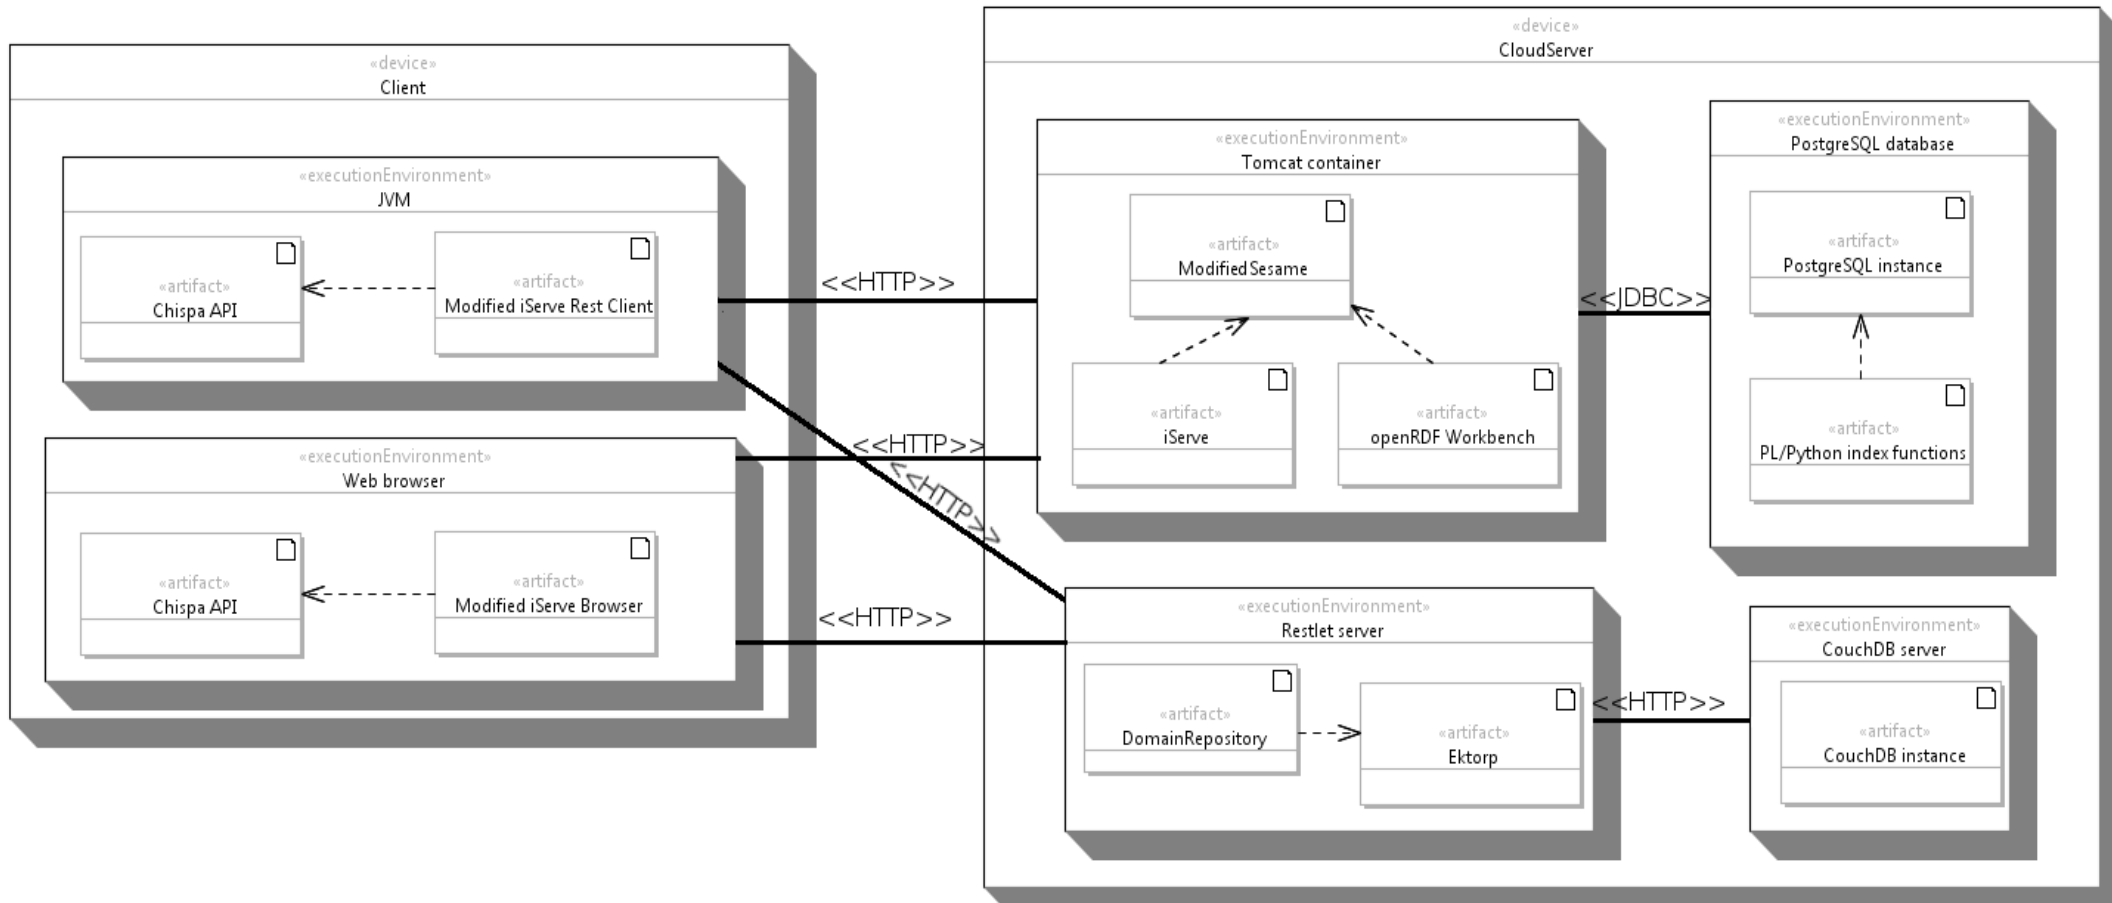 «device»
Client
«executionEnvironment»
JVM
«artifact»
Chispa API
«artifact»
Modified iServe Rest Client
«executionEnvironment»
Web browser
«artifact»
Chispa API
«artifact»
Modified iServe Browser
<<HTTP>>
<<HTTP>>
<<HTTP>>
<<HTTP>>
«device»
CloudServer
«executionEnvironment»
Tomcat container
«artifact»
ModifiedSesame
«artifact»
iServe
«artifact»
openRDF Workbench
<<JDBC>>
«executionEnvironment»
PostgreSQL database
«artifact»
PostgreSQL instance
«artifact»
PL/Python index functions
«executionEnvironment»
Restlet server
«artifact»
DomainRepository
«artifact»
Ektorp
<<HTTP>>
«executionEnvironment»
CouchDB server
«artifact»
CouchDB instance